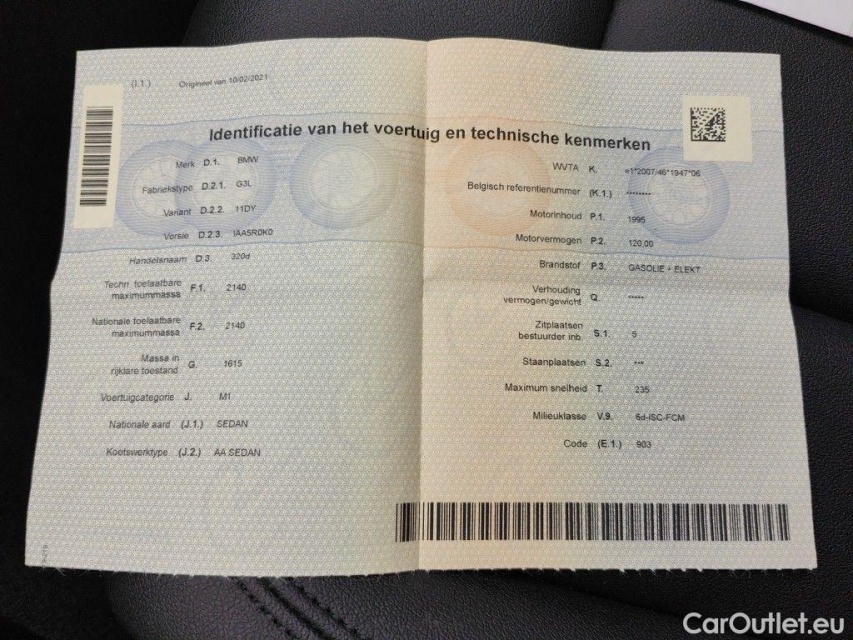 (I.1.) Origineel van 10/02/2021
Identificatie van het voertuig en technische kenmerken
Merk D.1. BMW
Fabriekstype D.2.1. G3L
Variant D.2.2. 11DY
Versie D.2.3. IAASR0K0
Handelsnaam D.3. 320d
Techn. toelaatbare
maximummassa F.1. 2140
Nationale toelaatbare
maximummassa F.2. 2140
Massa in
rijklare toestand G. 1615
Voertuigcategorie J. M1
Nationale aard (J.1.) SEDAN
Koetswerktype (J.2.) AA SEDAN
WVTA K. e1*2007/46*1947*06
Belgisch referentienummer (K.1.) -------
Motorinhoud P.1. 1995
Motorvermogen P.2. 120,00
Brandstof P.3. GASOLIE + ELEKT
Verhouding
vermogen/gewicht Q. -----
Zitplaatsen
bestuurder inb. S.1. 5
Staanplaatsen S.2. ---
Maximum snelheid T. 235
Milieuklasse V.9. 6d-ISC-FCM
Code (E.1.) 903
CarOutlet.eu